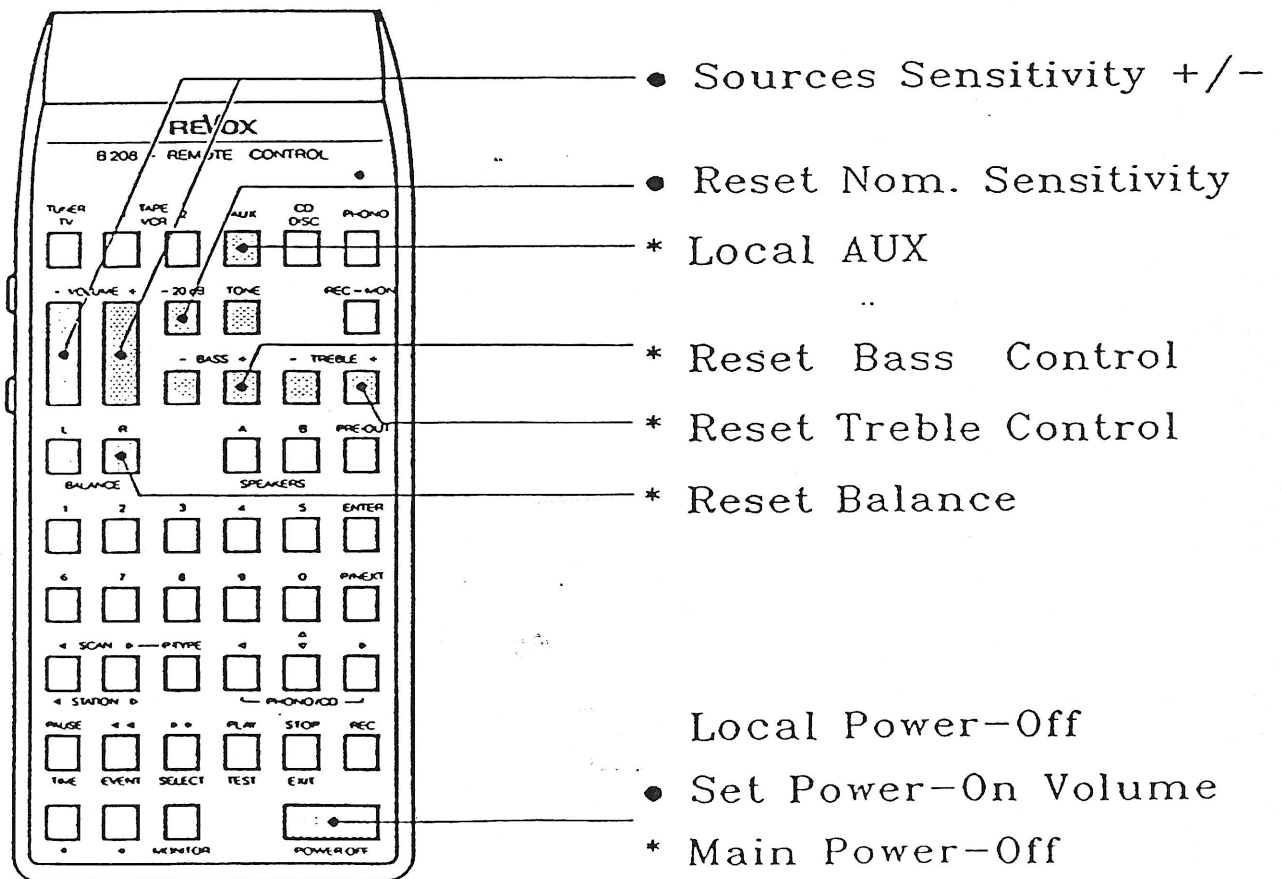 ● Sources Sensitivity +/-
REVOX
B 208 - REMOTE CONTROL
● Reset Nom. Sensitivity
TUNER TAPE AUX CD PHONO
TV VCR 2 DISC
* Local AUX
- VOLUME + - 20 dB TONE REC - MON
- BASS + - TREBLE +
* Reset Bass Control
* Reset Treble Control
L R A B PRE-OUT
BALANCE SPEAKERS
* Reset Balance
1 2 3 4 5 ENTER
6 7 8 9 0 P/NEXT
◄ SCAN ► P-TYPE ◄ △ ▽ ►
◄ STATION ► PHONO/CD
PAUSE ◄◄ ►► PLAY STOP REC
Local Power-Off
TIME EVENT SELECT TEST EXIT
● Set Power-On Volume
MONITOR POWER OFF
* Main Power-Off